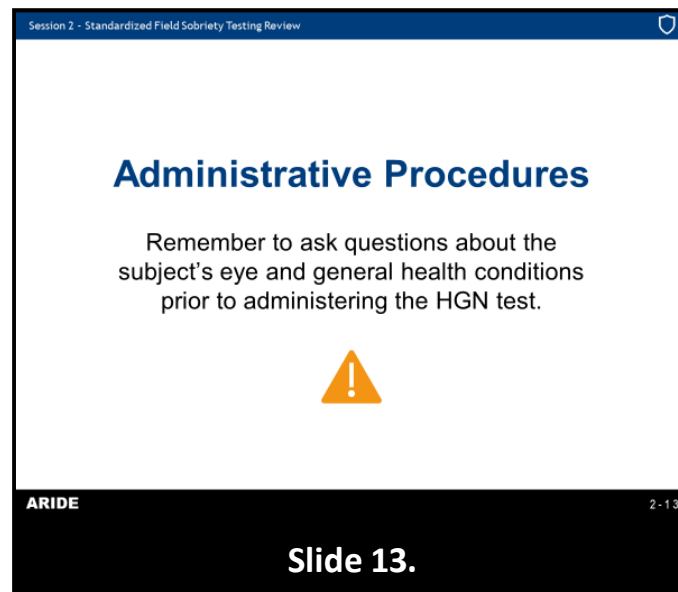 Session 2 - Standardized Field Sobriety Testing Review
Administrative Procedures
Remember to ask questions about the
subject's eye and general health conditions
prior to administering the HGN test.
ARIDE
2-13
Slide 13.